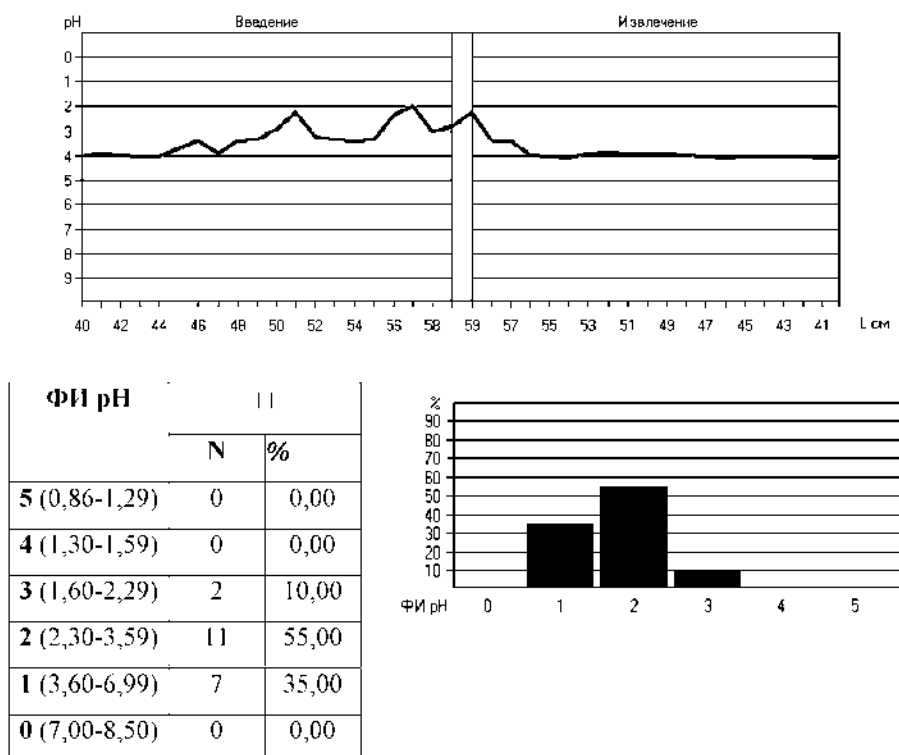 pH Введение Извлечение
0
1
2
3
4
5
6
7
8
9
40 42 44 46 48 50 52 54 56 58 59 57 55 53 51 49 47 45 43 41 L см
ФИ pH П
N %
5 (0,86-1,29) 0 0,00
4 (1,30-1,59) 0 0,00
3 (1,60-2,29) 2 10,00
2 (2,30-3,59) 11 55,00
1 (3,60-6,99) 7 35,00
0 (7,00-8,50) 0 0,00
%
90
80
70
60
50
40
30
20
10
ФИ pH 0 1 2 3 4 5